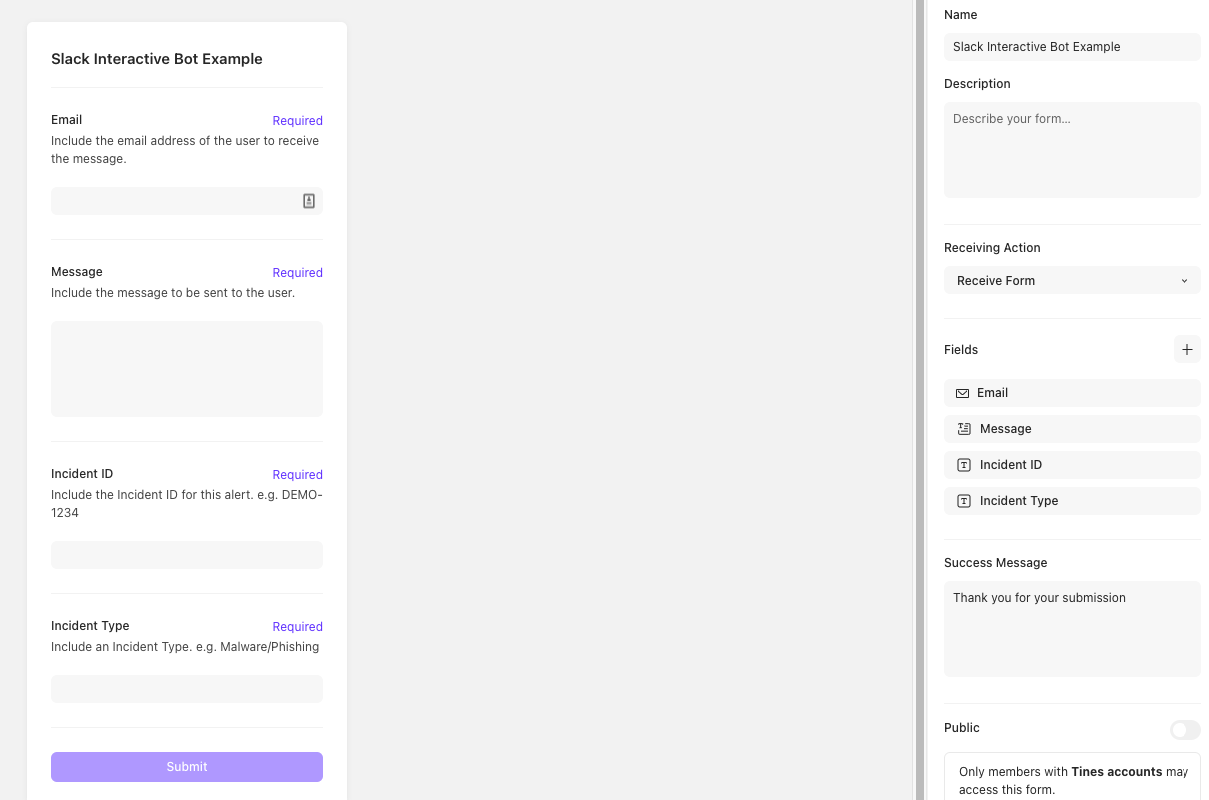 Slack Interactive Bot Example
Email
Required
Include the email address of the user to receive
the message.
Message
Required
Include the message to be sent to the user.
Incident ID
Required
Include the Incident ID for this alert. e.g. DEMO-
1234
Incident Type
Required
Include an Incident Type. e.g. Malware/Phishing
Submit
Name
Slack Interactive Bot Example
Description
Describe your form...
Receiving Action
Receive Form
Fields
Email
Message
Incident ID
Incident Type
Success Message
Thank you for your submission
Public
Only members with Tines accounts may
access this form.